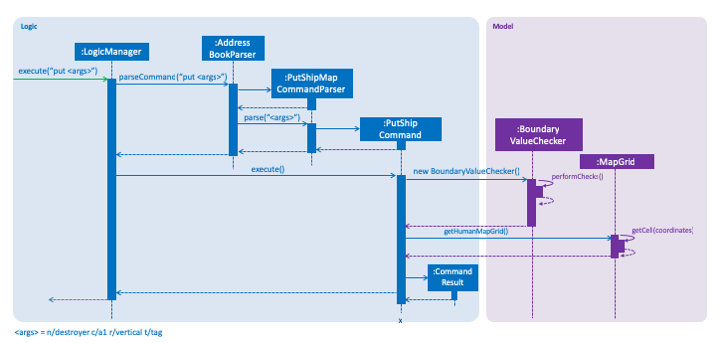 Logic
Model
:LogicManager
:Address
BookParser
execute("put <args>")
parseCommand("put <args>")
:PutShipMap
CommandParser
parse("<args>")
:PutShip
Command
:Boundary
ValueChecker
:MapGrid
execute()
new BoundaryValueChecker()
performChecks()
getHumanMapGrid()
getCell(coordinates)
:Command
Result
x
<args> = n/destroyer c/a1 r/vertical t/tag